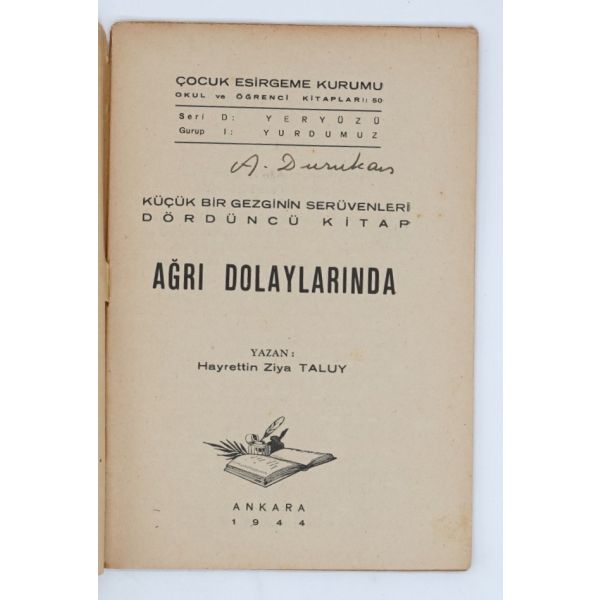 ÇOCUK ESİRGEME KURUMU
OKUL ve ÖĞRENCİ KİTAPLARI: 50
Seri D: YERYÜZÜ
Gurup I: YURDUMUZ
A. Durukan
KÜÇÜK BİR GEZGİNİN SERÜVENLERİ
DÖRDÜNCÜ KİTAP
AĞRI DOLAYLARINDA
YAZAN:
Hayrettin Ziya TALUY
ANKARA
1944